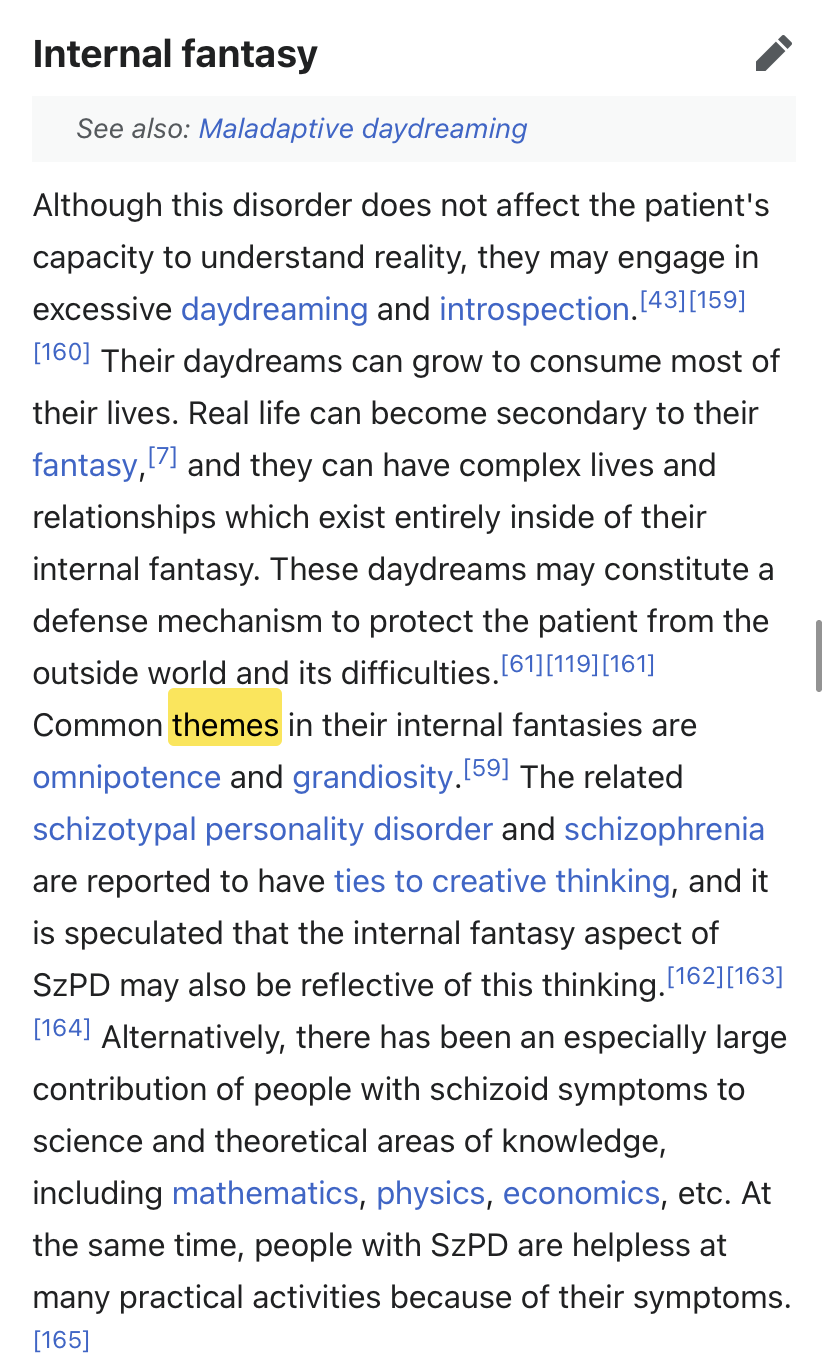 Internal fantasy
See also: Maladaptive daydreaming
Although this disorder does not affect the patient's
capacity to understand reality, they may engage in
excessive daydreaming and introspection.[43][159]
[160] Their daydreams can grow to consume most of
their lives. Real life can become secondary to their
fantasy,[7] and they can have complex lives and
relationships which exist entirely inside of their
internal fantasy. These daydreams may constitute a
defense mechanism to protect the patient from the
outside world and its difficulties.[61][119][161]
Common themes in their internal fantasies are
omnipotence and grandiosity.[59] The related
schizotypal personality disorder and schizophrenia
are reported to have ties to creative thinking, and it
is speculated that the internal fantasy aspect of
SzPD may also be reflective of this thinking.[162][163]
[164] Alternatively, there has been an especially large
contribution of people with schizoid symptoms to
science and theoretical areas of knowledge,
including mathematics, physics, economics, etc. At
the same time, people with SzPD are helpless at
many practical activities because of their symptoms.
[165]